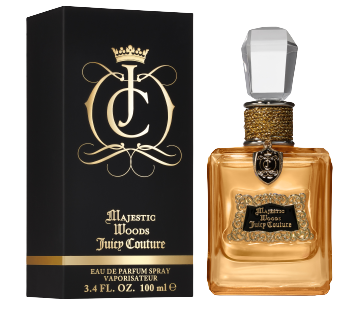 JC
MAJESTIC
WOODS
Juicy Couture
EAU DE PARFUM SPRAY
VAPORISATEUR
3.4 FL. OZ. 100 ml ℮
MAJESTIC
WOODS
Juicy Couture